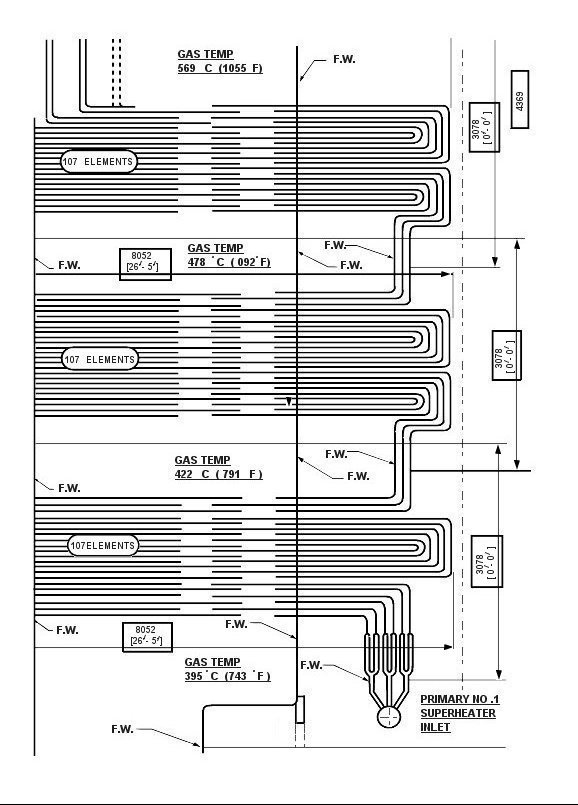 GAS TEMP
569 C (1055 F)
F.W.
4369
3078
[0'- 0']
107 ELEMENTS
GAS TEMP
478 °C ( 092°F)
F.W.
F.W.
F.W.
8052
[26'- 5']
3078
[0'- 0']
107 ELEMENTS
GAS TEMP
422 C ( 791 F )
F.W.
F.W.
F.W.
107ELEMENTS
3078
[0'- 0']
F.W.
8052
[26'- 5']
F.W.
GAS TEMP
395°C (743 °F )
F.W.
PRIMARY NO .1
SUPERHEATER
INLET
F.W.